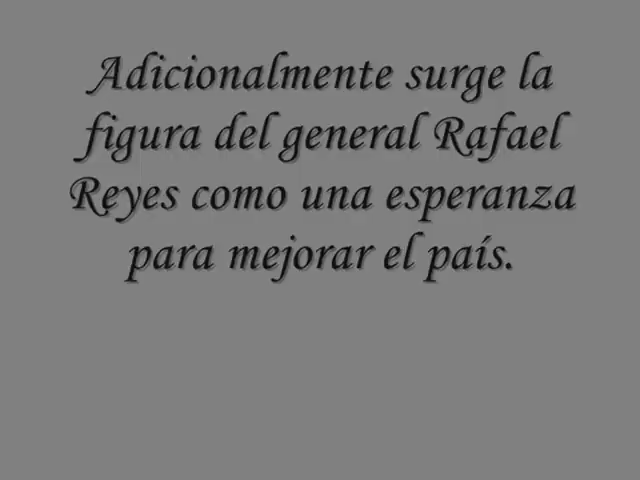 Adicionalmente surge la
figura del general Rafael
Reyes como una esperanza
para mejorar el país.